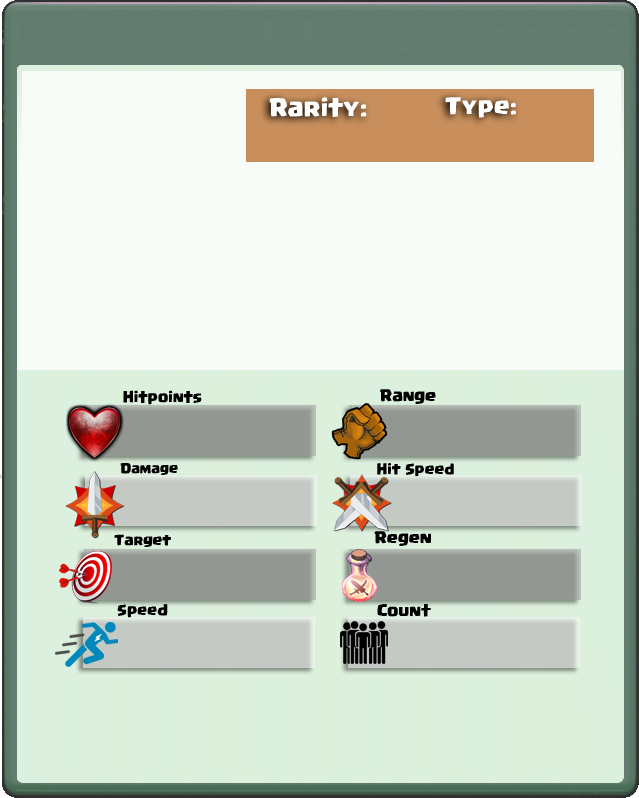 Rarity: Type:
Hitpoints Range
Damage Hit Speed
Target Regen
Speed Count